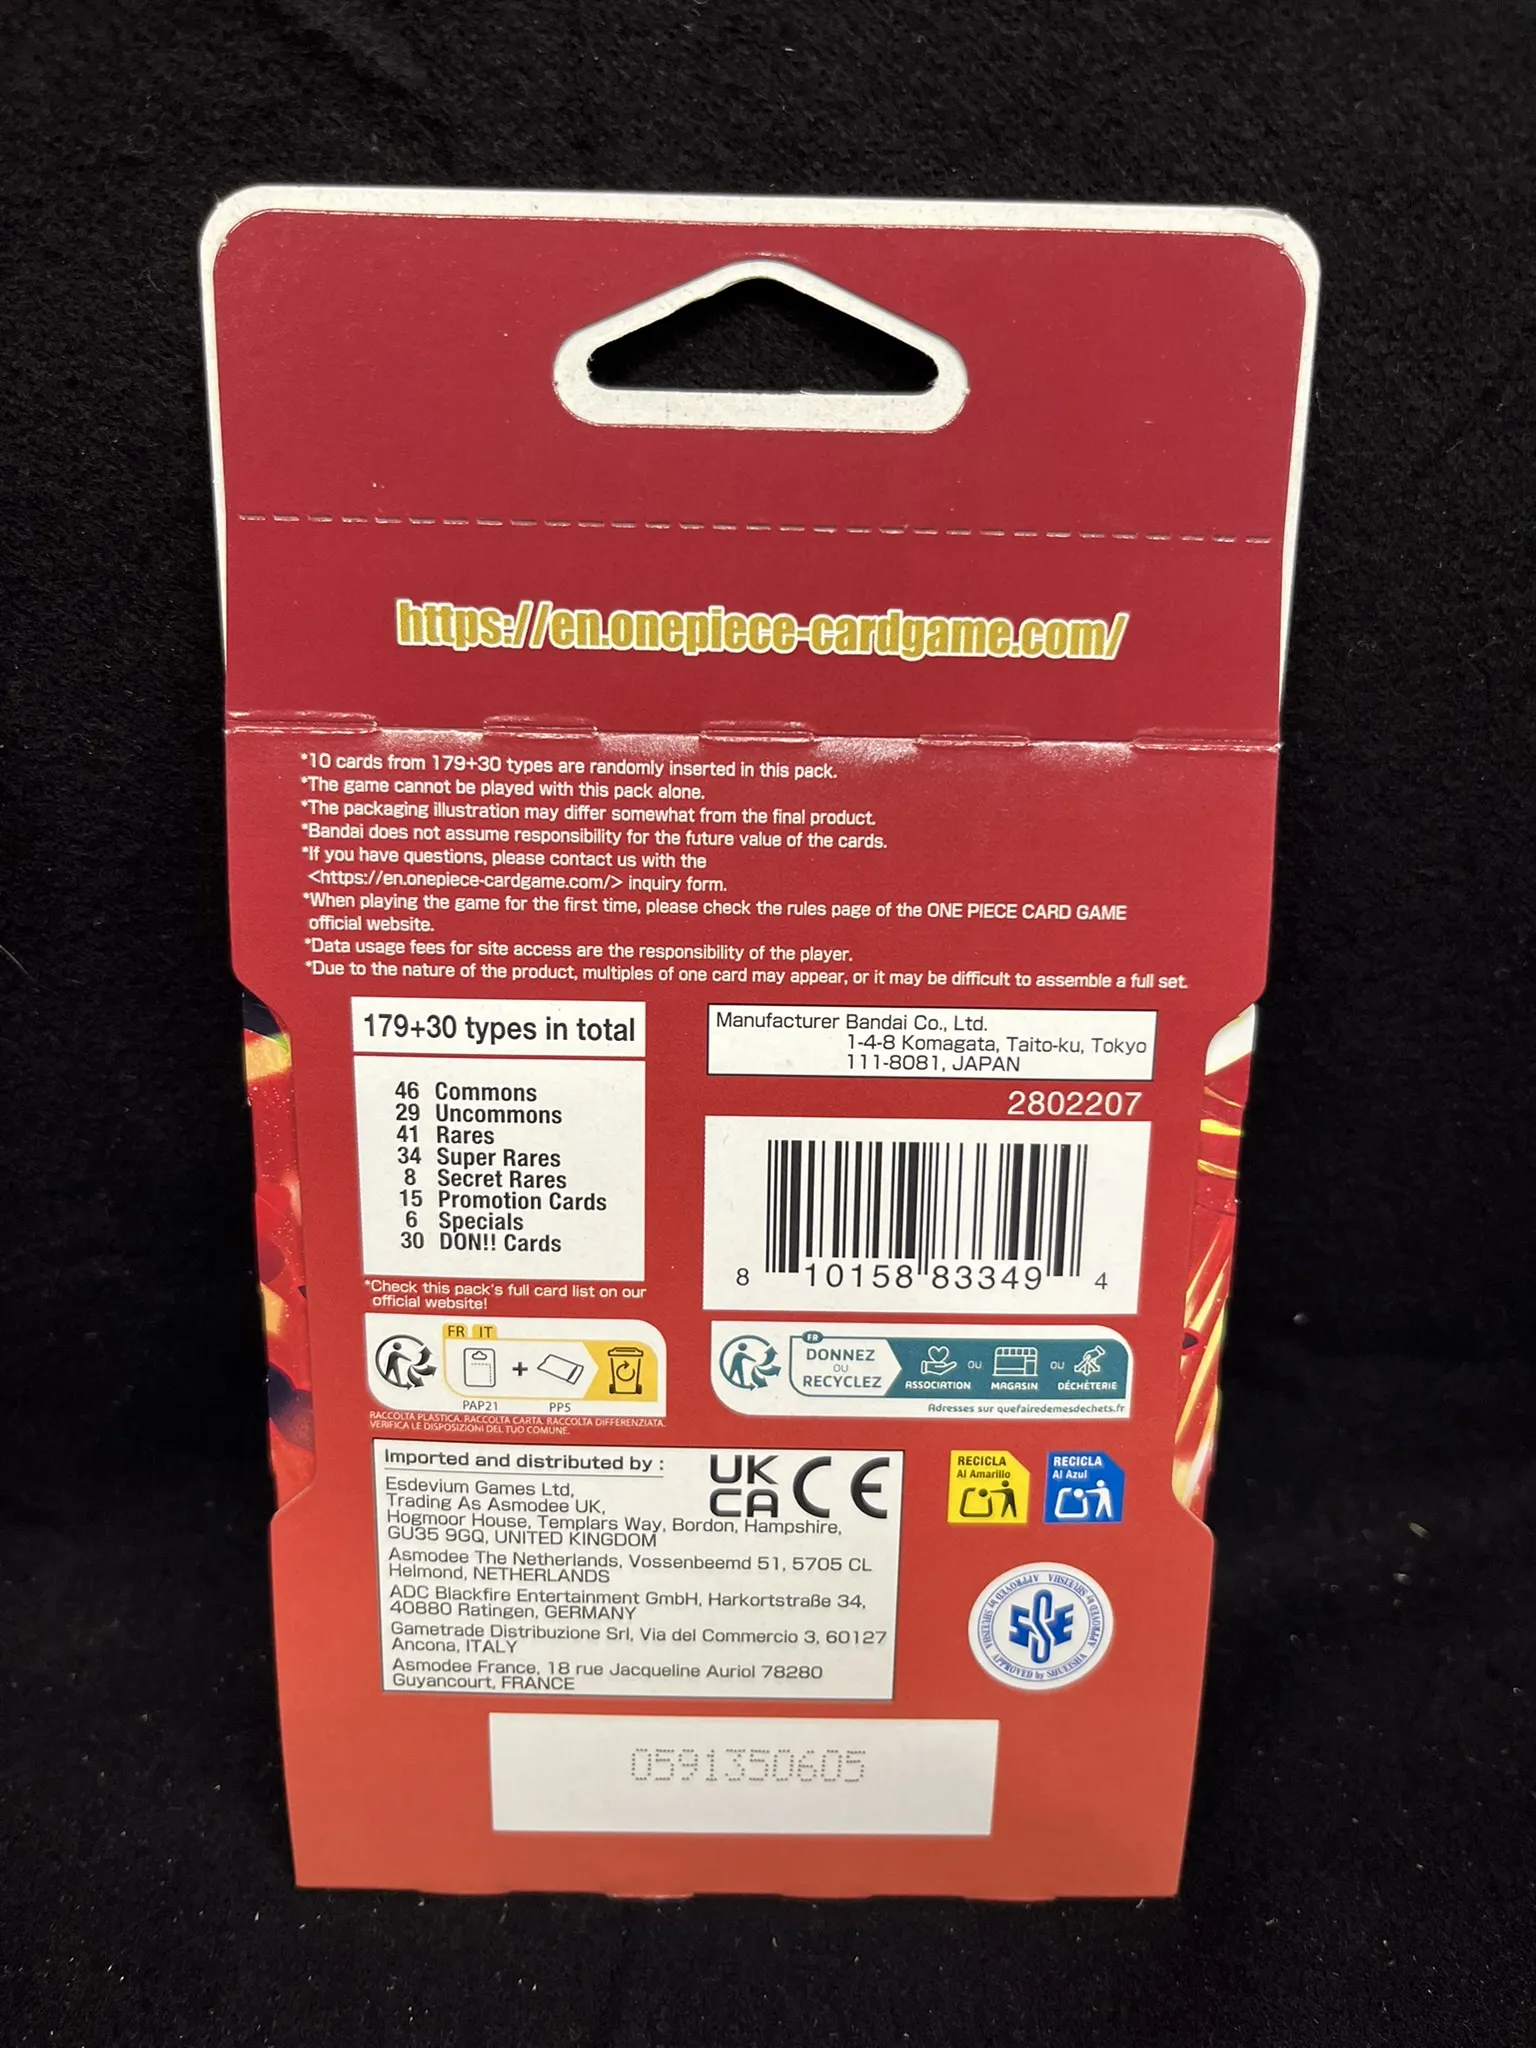 https://en.onepiece-cardgame.com/
*10 cards from 179+30 types are randomly inserted in this pack.
*The game cannot be played with this pack alone.
*The packaging illustration may differ somewhat from the final product.
*Bandai does not assume responsibility for the future value of the cards.
*If you have questions, please contact us with the
<https://en.onepiece-cardgame.com/> inquiry form.
*When playing the game for the first time, please check the rules page of the ONE PIECE CARD GAME
official website.
*Data usage fees for site access are the responsibility of the player.
*Due to the nature of the product, multiples of one card may appear, or it may be difficult to assemble a full set.
179+30 types in total
46 Commons
29 Uncommons
41 Rares
34 Super Rares
8 Secret Rares
15 Promotion Cards
6 Specials
30 DON!! Cards
*Check this pack's full card list on our
official website!
Manufacturer Bandai Co., Ltd.
1-4-8 Komagata, Taito-ku, Tokyo
111-8081, JAPAN
2802207
8 10158 83349 4
FR IT
+
PAP21 PP5
RACCOLTA PLASTICA. RACCOLTA CARTA. RACCOLTA DIFFERENZIATA.
VERIFICA LE DISPOSIZIONI DEL TUO COMUNE.
FR
DONNEZ
OU
RECYCLEZ
ASSOCIATION OU MAGASIN OU DÉCHÈTERIE
Adresses sur quefairedemesdechets.fr
Imported and distributed by :
UK
CA CE
Esdevium Games Ltd,
Trading As Asmodee UK,
Hogmoor House, Templars Way, Bordon, Hampshire,
GU35 9GQ, UNITED KINGDOM
Asmodee The Netherlands, Vossenbeemd 51, 5705 CL
Helmond, NETHERLANDS
ADC Blackfire Entertainment GmbH, Harkortstraße 34,
40880 Ratingen, GERMANY
Gametrade Distribuzione Srl, Via del Commercio 3, 60127
Ancona, ITALY
Asmodee France, 18 rue Jacqueline Auriol 78280
Guyancourt, FRANCE
RECICLA
Al Amarillo
RECICLA
Al Azul
APPROVED by SHUEISHA APPROVED by SHUEISHA APPROVED by SHUEISHA
SSE
0591350605